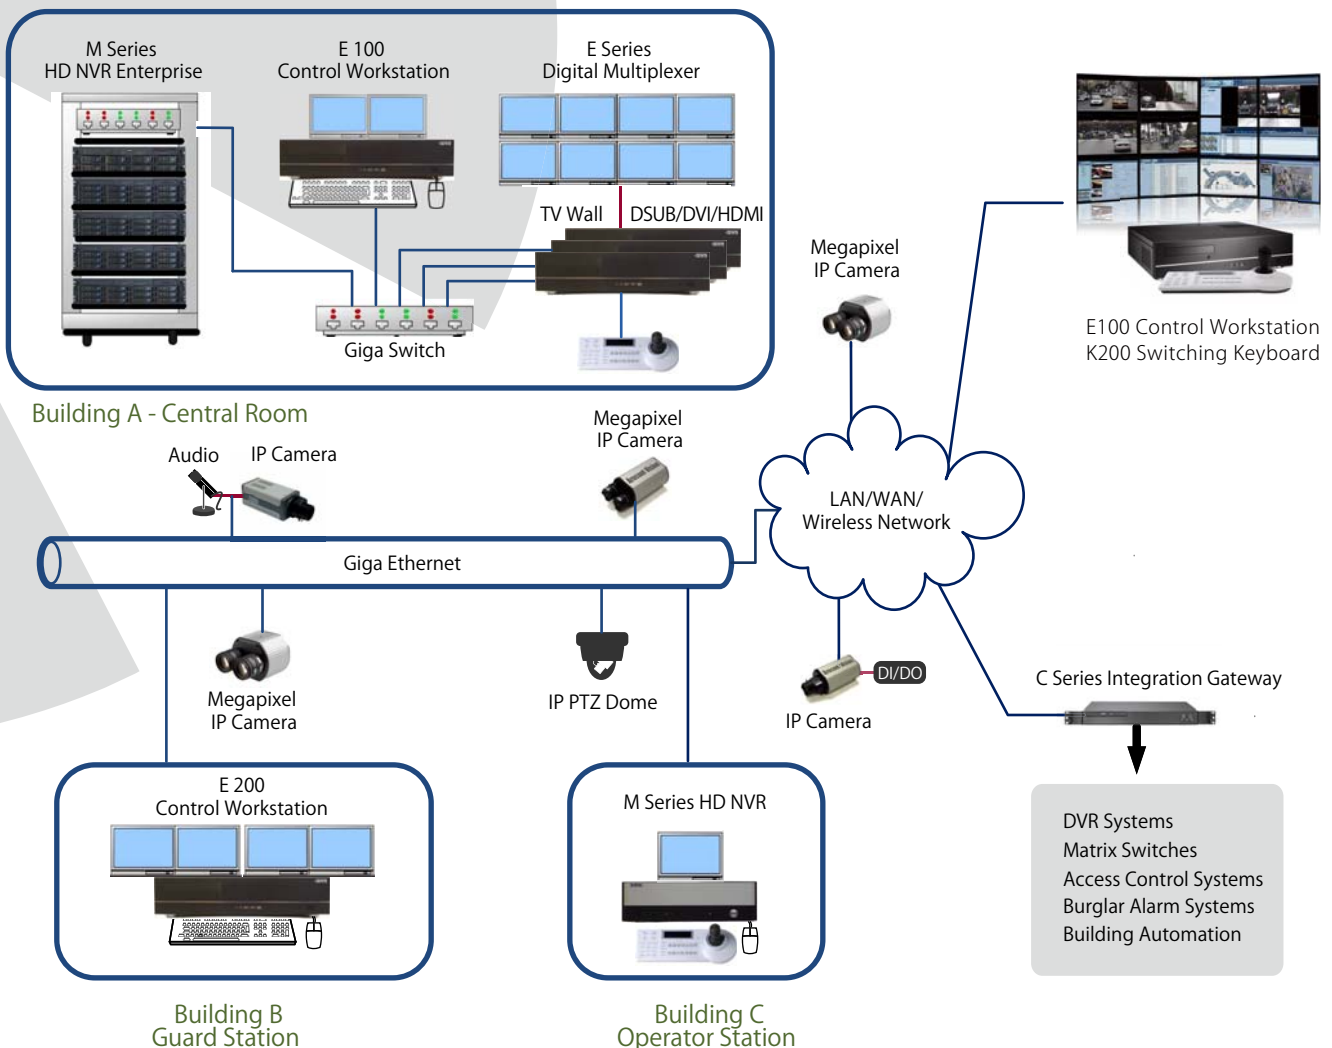 M Series
HD NVR Enterprise
E 100
Control Workstation
E Series
Digital Multiplexer
TV Wall
DSUB/DVI/HDMI
Giga Switch
Building A - Central Room
Megapixel
IP Camera
E100 Control Workstation
K200 Switching Keyboard
Audio
IP Camera
Megapixel
IP Camera
LAN/WAN/
Wireless Network
Giga Ethernet
Megapixel
IP Camera
IP PTZ Dome
DI/DO
IP Camera
C Series Integration Gateway
E 200
Control Workstation
M Series HD NVR
DVR Systems
Matrix Switches
Access Control Systems
Burglar Alarm Systems
Building Automation
Building B
Guard Station
Building C
Operator Station